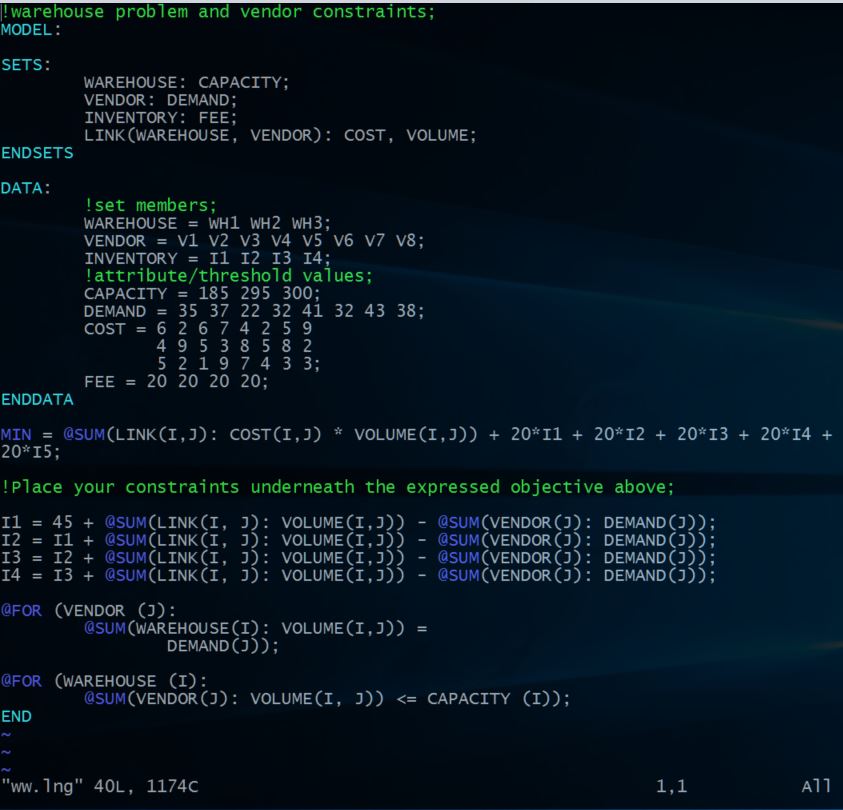 !warehouse problem and vendor constraints;
MODEL:
SETS:
WAREHOUSE: CAPACITY;
VENDOR: DEMAND;
INVENTORY: FEE;
LINK(WAREHOUSE, VENDOR): COST, VOLUME;
ENDSETS
DATA:
!set members;
WAREHOUSE = WH1 WH2 WH3;
VENDOR = V1 V2 V3 V4 V5 V6 V7 V8;
INVENTORY = I1 I2 I3 I4;
!attribute/threshold values;
CAPACITY = 185 295 300;
DEMAND = 35 37 22 32 41 32 43 38;
COST = 6 2 6 7 4 2 5 9
4 9 5 3 8 5 8 2
5 2 1 9 7 4 3 3;
FEE = 20 20 20 20;
ENDDATA
MIN = @SUM(LINK(I,J): COST(I,J) * VOLUME(I,J)) + 20*I1 + 20*I2 + 20*I3 + 20*I4 +
20*I5;
!Place your constraints underneath the expressed objective above;
I1 = 45 + @SUM(LINK(I, J): VOLUME(I,J)) - @SUM(VENDOR(J): DEMAND(J));
I2 = I1 + @SUM(LINK(I, J): VOLUME(I,J)) - @SUM(VENDOR(J): DEMAND(J));
I3 = I2 + @SUM(LINK(I, J): VOLUME(I,J)) - @SUM(VENDOR(J): DEMAND(J));
I4 = I3 + @SUM(LINK(I, J): VOLUME(I,J)) - @SUM(VENDOR(J): DEMAND(J));
@FOR (VENDOR (J):
@SUM(WAREHOUSE(I): VOLUME(I,J)) =
DEMAND(J));
@FOR (WAREHOUSE (I):
@SUM(VENDOR(J): VOLUME(I, J)) <= CAPACITY (I));
END
~
~
~
"ww.lng" 40L, 1174C 1,1 All